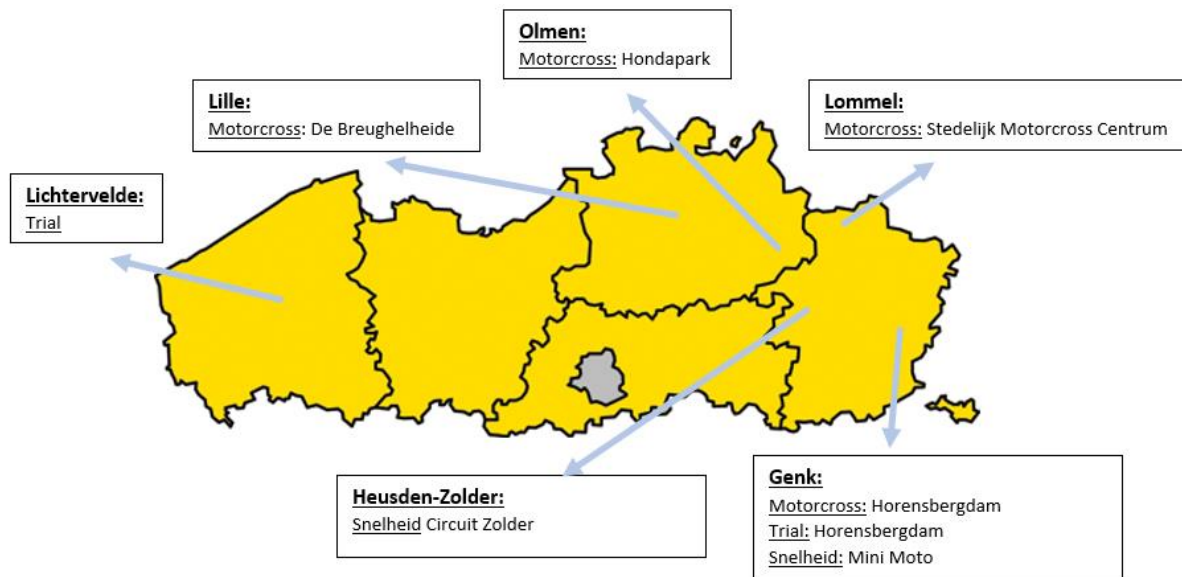 Olmen:
Motorcross: Hondapark
Lille:
Motorcross: De Breughelheide
Lommel:
Motorcross: Stedelijk Motorcross Centrum
Lichtervelde:
Trial
Heusden-Zolder:
Snelheid Circuit Zolder
Genk:
Motorcross: Horensbergdam
Trial: Horensbergdam
Snelheid: Mini Moto